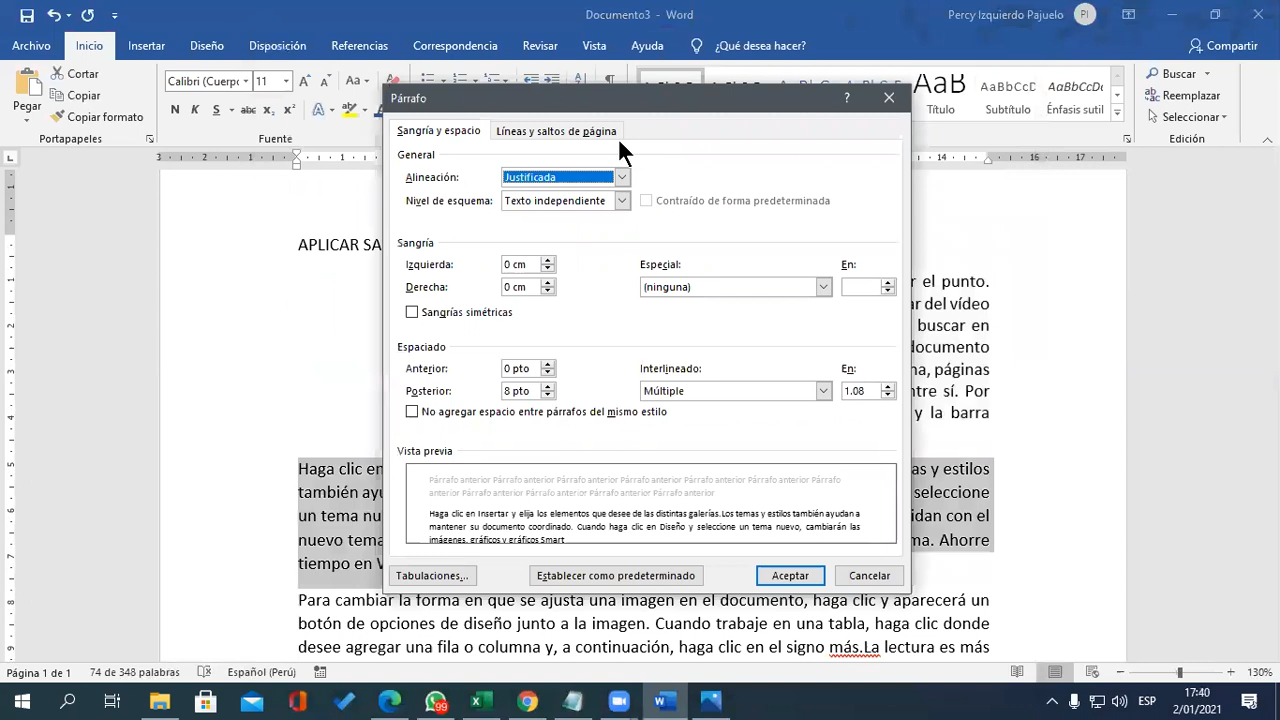 Documento3 - Word
Percy Izquierdo Pajuelo
PI
Archivo Inicio Insertar Diseño Disposición Referencias Correspondencia Revisar Vista Ayuda ¿Qué desea hacer? Compartir
Pegar
Cortar
Copiar
Copiar formato
Calibri (Cuerpo 11
N K S abc x₂ x²
Fuente
AaB AaBbCcD AaBbCcD
Título Subtítulo Énfasis sutil
Buscar
Reemplazar
Seleccionar
Edición
Párrafo
Sangría y espacio Líneas y saltos de página
General
Alineación: Justificada
Nivel de esquema: Texto independiente Contraído de forma predeterminada
Sangría
Izquierda: 0 cm Especial: En:
Derecha: 0 cm (ninguna)
Sangrías simétricas
Espaciado
Anterior: 0 pto Interlineado: En:
Posterior: 8 pto Múltiple 1.08
No agregar espacio entre párrafos del mismo estilo
Vista previa
Párrafo anterior Párrafo anterior Párrafo anterior Párrafo anterior Párrafo anterior Párrafo anterior Párrafo
anterior Párrafo anterior Párrafo anterior Párrafo anterior Párrafo anterior
Haga clic en Insertar y elija los elementos que desee de las distintas galerías.Los temas y estilos también ayudan a
mantener su documento coordinado. Cuando haga clic en Diseño y seleccione un tema nuevo, cambiarán las
imágenes, gráficos y gráficos Smart
Tabulaciones... Establecer como predeterminado Aceptar Cancelar
3 2 1 14 16 17
APLICAR SA
r el punto.
ar del vídeo
buscar en
documento
na, páginas
ntre sí. Por
y la barra
Haga clic en as y estilos
también ayu seleccione
un tema nu idan con el
nuevo tema ma. Ahorre
tiempo en V
Para cambiar la forma en que se ajusta una imagen en el documento, haga clic y aparecerá un
botón de opciones de diseño junto a la imagen. Cuando trabaje en una tabla, haga clic donde
desee agregar una fila o columna y, a continuación, haga clic en el signo más.La lectura es más
Página 1 de 1 74 de 348 palabras Español (Perú) 130%
99
ESP
17:40
2/01/2021